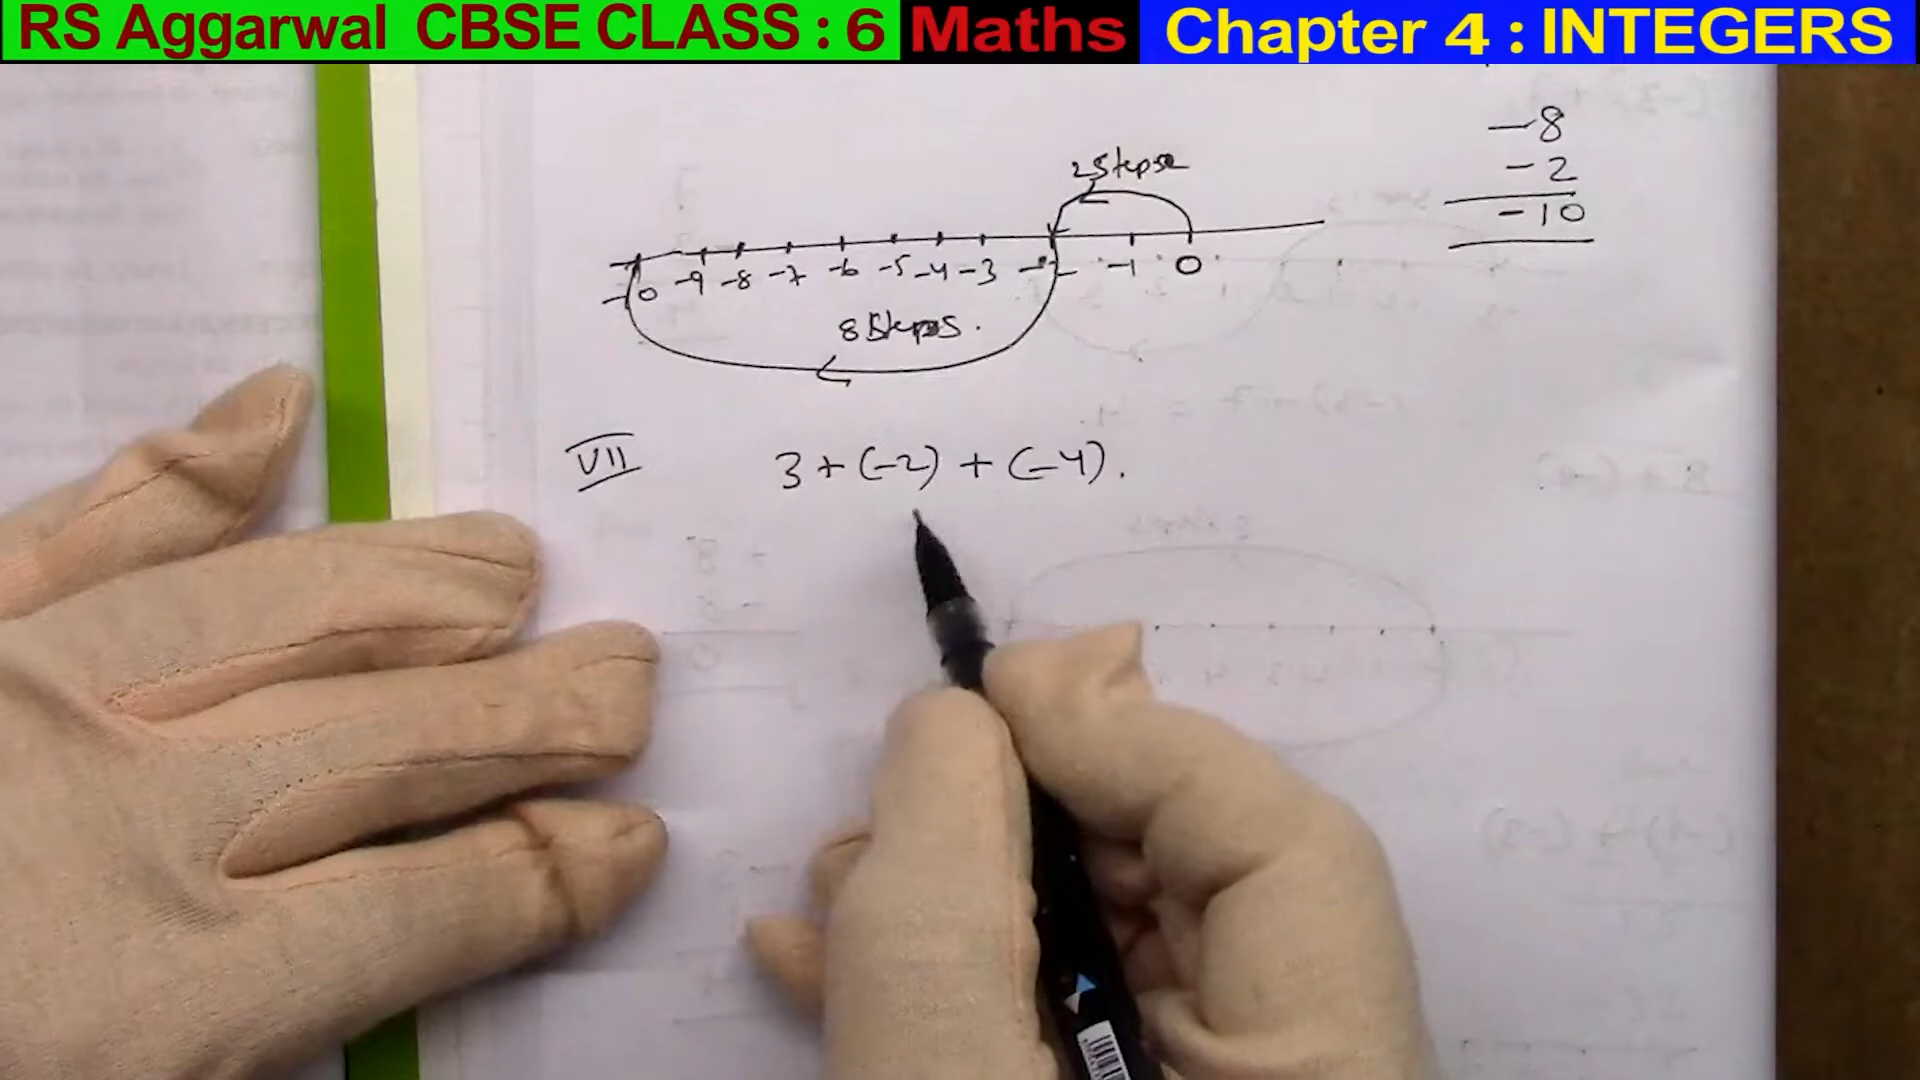 RS Aggarwal CBSE CLASS : 6 Maths Chapter 4 : INTEGERS
-8
-2
-10
2 Steps
-10 -9 -8 -7 -6 -5 -4 -3 -2 -1 0
8 Steps.
VII 3 + (-2) + (-4).